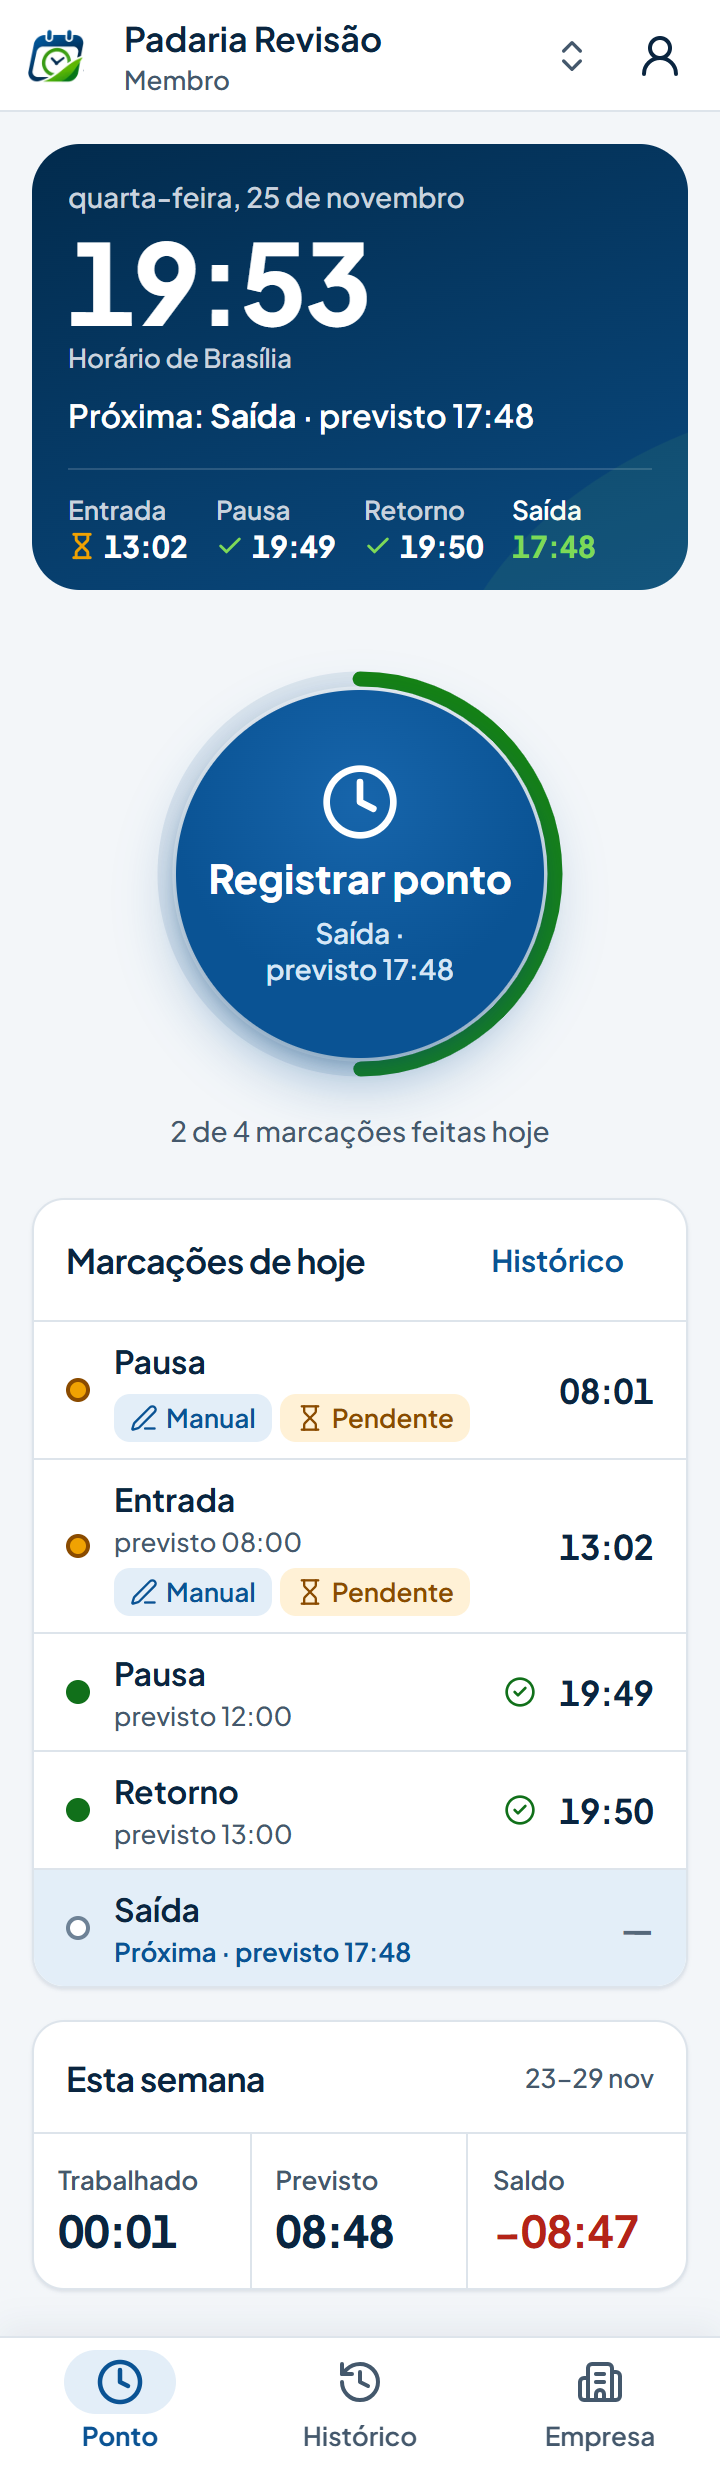 Padaria Revisão
Membro
quarta-feira, 25 de novembro
19:53
Horário de Brasília
Próxima: Saída · previsto 17:48
Entrada Pausa Retorno Saída
13:02 19:49 19:50 17:48
Registrar ponto
Saída ·
previsto 17:48
2 de 4 marcações feitas hoje
Marcações de hoje Histórico
Pausa
Manual Pendente
08:01
Entrada
previsto 08:00
Manual Pendente
13:02
Pausa
previsto 12:00
19:49
Retorno
previsto 13:00
19:50
Saída
Próxima · previsto 17:48
—
Esta semana 23–29 nov
Trabalhado Previsto Saldo
00:01 08:48 −08:47
Ponto Histórico Empresa